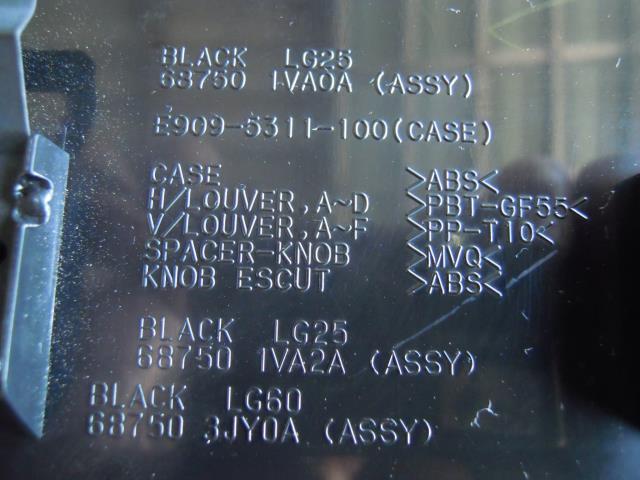 BLACK LG25
68750 1VA0A (ASSY)
E909-5311-100(CASE)
CASE >ABS<
H/LOUVER,A~D >PBT-GF55<
V/LOUVER,A~F >PP-T10<
SPACER-KNOB >MVQ<
KNOB ESCUT >ABS<
BLACK LG25
68750 1VA2A (ASSY)
BLACK LG60
68750 3JY0A (ASSY)